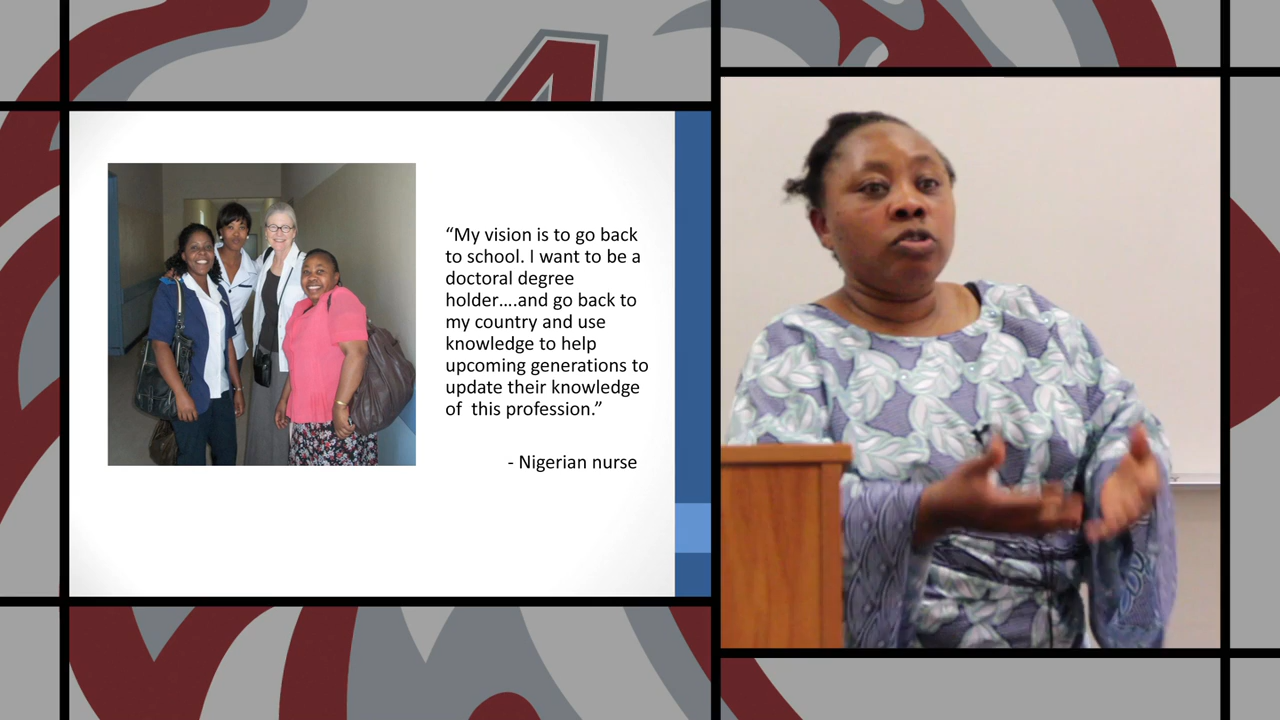 “My vision is to go back
to school. I want to be a
doctoral degree
holder....and go back to
my country and use
knowledge to help
upcoming generations to
update their knowledge
of  this profession.”
- Nigerian nurse